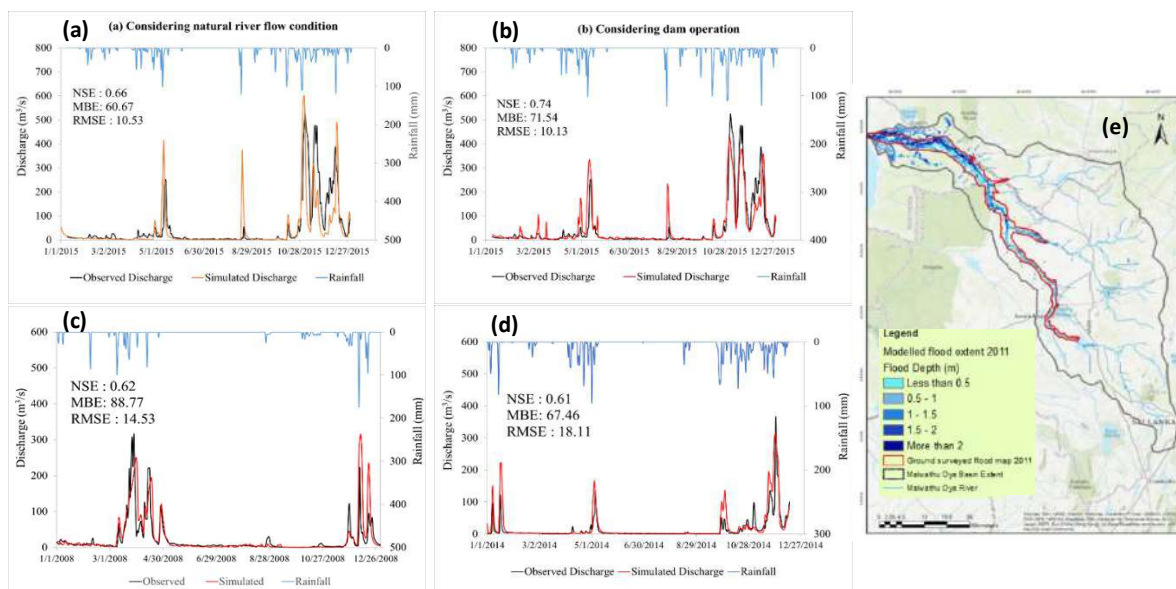 (a)
(a) Considering natural river flow condition
800
700
600
500
400
300
200
100
0
Discharge (m³/s)
NSE : 0.66
MBE: 60.67
RMSE : 10.53
0
100
200
300
400
500
Rainfall (mm)
1/1/2015 3/2/2015 5/1/2015 6/30/2015 8/29/2015 10/28/2015 12/27/2015
Observed Discharge Simulated Discharge Rainfall
(b)
(b) Considering dam operation
800
700
600
500
400
300
200
100
0
Discharge (m³/s)
NSE : 0.74
MBE: 71.54
RMSE : 10.13
0
100
200
300
400
Rainfall (mm)
1/1/2015 3/2/2015 5/1/2015 6/30/2015 8/29/2015 10/28/2015 12/27/2015
Observed Discharge Simulated Discharge Rainfall
(c)
600
500
400
300
200
100
0
Discharge (m³/s)
NSE : 0.62
MBE: 88.77
RMSE : 14.53
0
100
200
300
400
500
Rainfall (mm)
1/1/2008 3/1/2008 4/30/2008 6/29/2008 8/28/2008 10/27/2008 12/26/2008
Observed Simulated Rainfall
(d)
600
500
400
300
200
100
0
Discharge (m³/s)
NSE : 0.61
MBE: 67.46
RMSE : 18.11
0
100
200
300
Rainfall (mm)
1/1/2014 3/2/2014 5/1/2014 6/30/2014 8/29/2014 10/28/2014 12/27/2014
Observed Discharge Simulated Discharge Rainfall
(e)
N
Legend
Modelled flood extent 2011
Flood Depth (m)
Less than 0.5
0.5 - 1
1 - 1.5
1.5 - 2
More than 2
Ground surveyed flood map 2011
Malwathu Oya Basin Extent
Malwathu Oya River
SRI LANKA